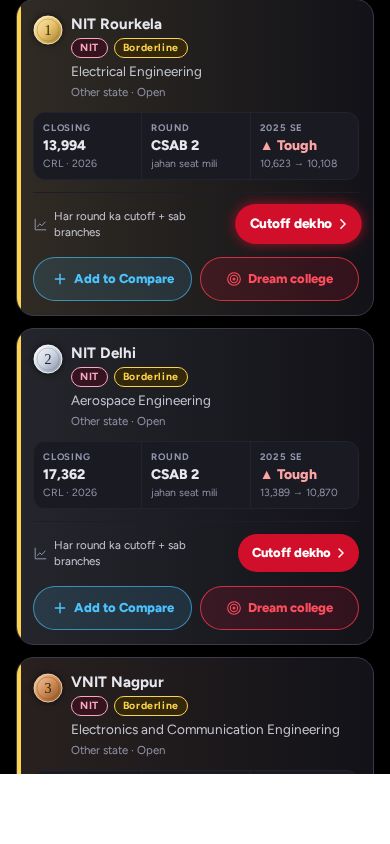 1
NIT Rourkela
NIT Borderline
Electrical Engineering
Other state · Open
CLOSING ROUND 2025 SE
13,994 CSAB 2 ▲ Tough
CRL · 2026 jahan seat mili 10,623 → 10,108
Har round ka cutoff + sab
branches
Cutoff dekho
+ Add to Compare Dream college
2
NIT Delhi
NIT Borderline
Aerospace Engineering
Other state · Open
CLOSING ROUND 2025 SE
17,362 CSAB 2 ▲ Tough
CRL · 2026 jahan seat mili 13,389 → 10,870
Har round ka cutoff + sab
branches
Cutoff dekho
+ Add to Compare Dream college
3
VNIT Nagpur
NIT Borderline
Electronics and Communication Engineering
Other state · Open